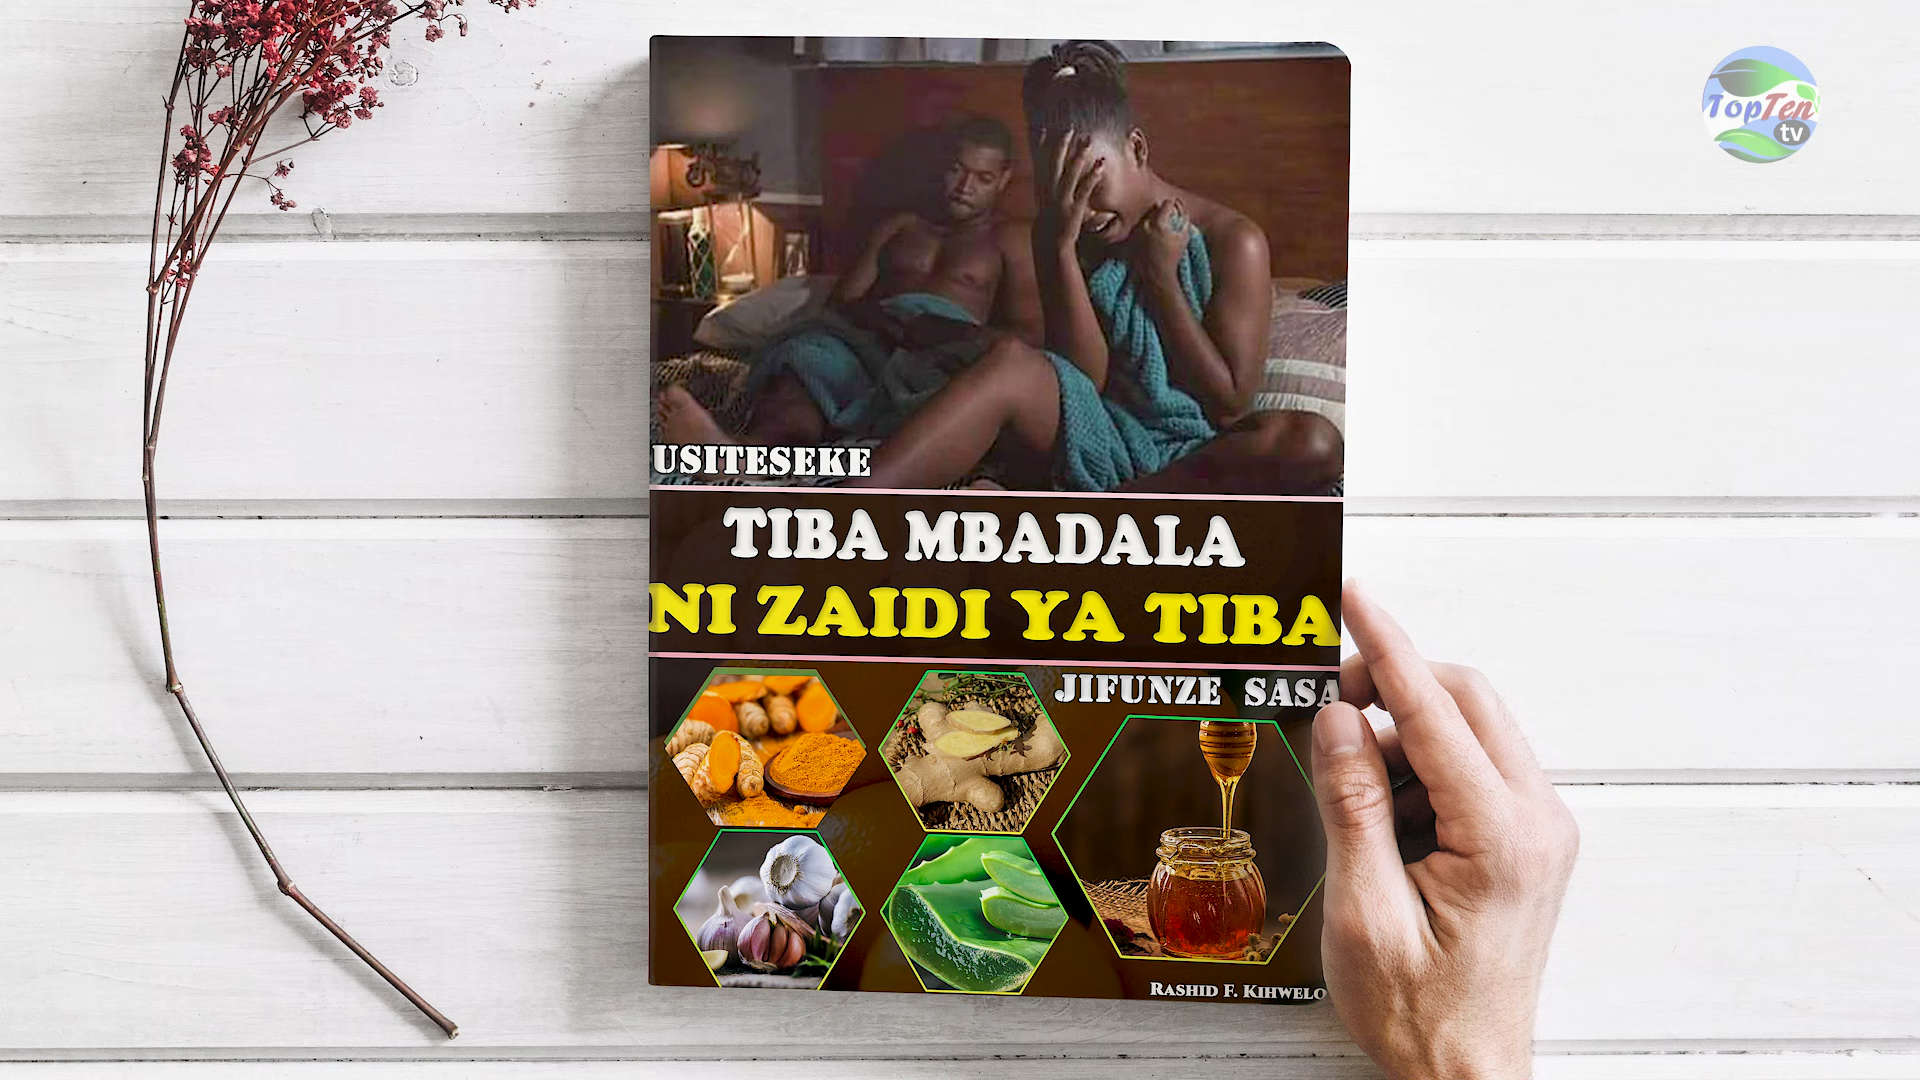 TopTen
tv
USITESEKE
TIBA MBADALA
NI ZAIDI YA TIBA
JIFUNZE SASA
RASHID F. KIHWELO